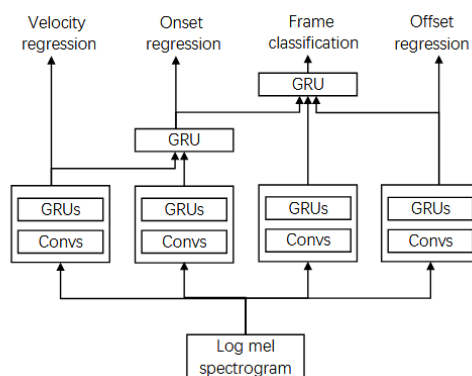 Velocity
regression
Onset
regression
Frame
classification
Offset
regression
GRU
GRU
GRUs
Convs
GRUs
Convs
GRUs
Convs
GRUs
Convs
Log mel
spectrogram